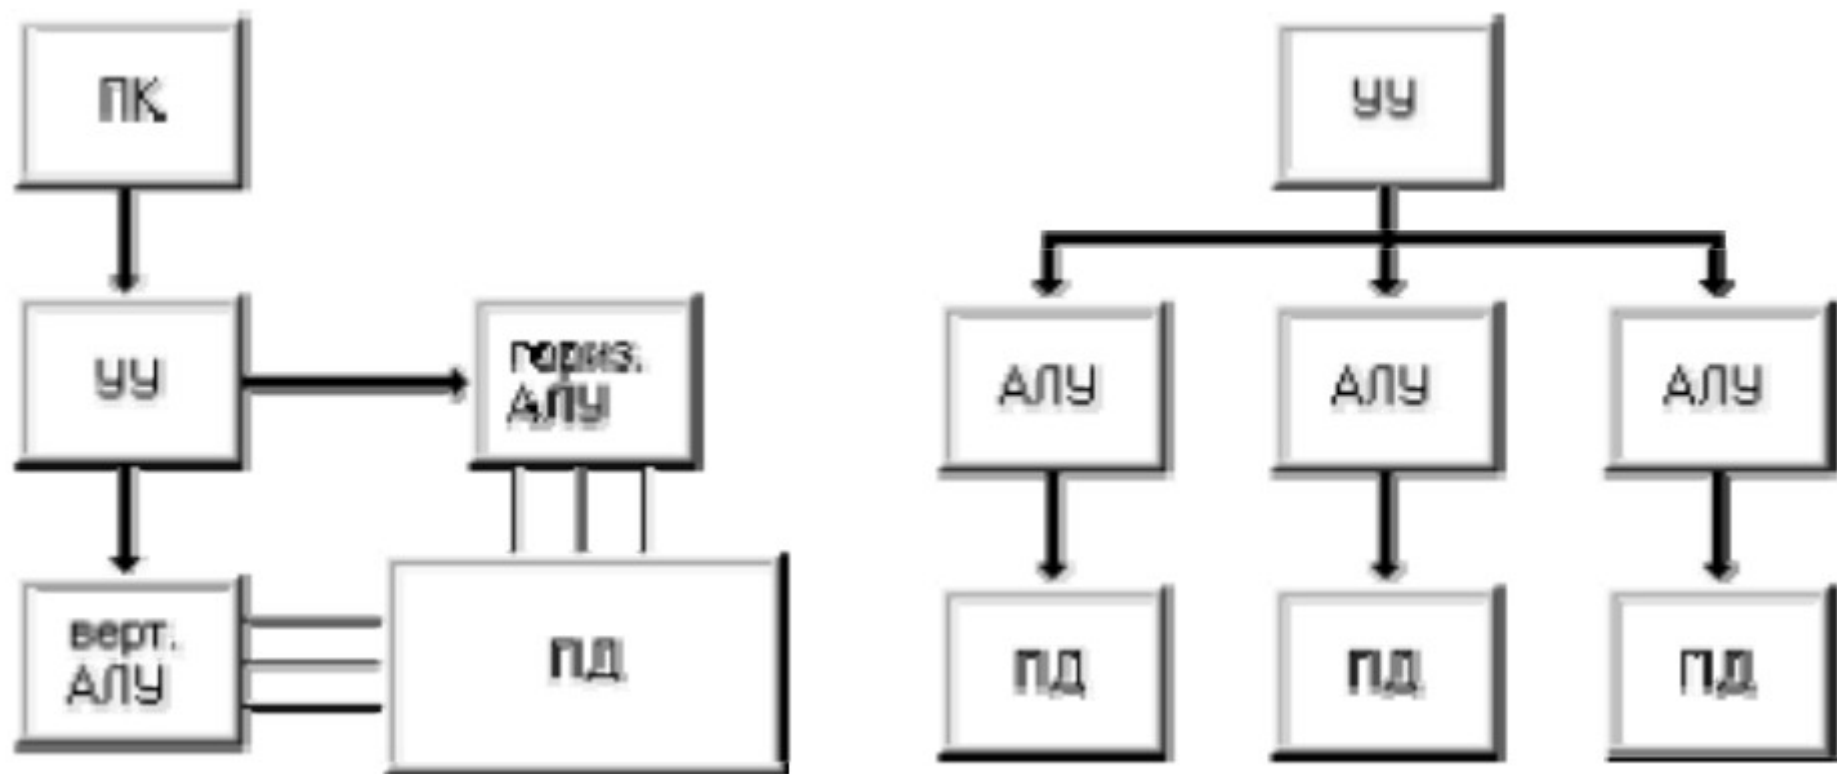 ПК
УУ
УУ
гориз.
АЛУ
АЛУ
АЛУ
АЛУ
верт.
АЛУ
ПД
ПД
ПД
ПД